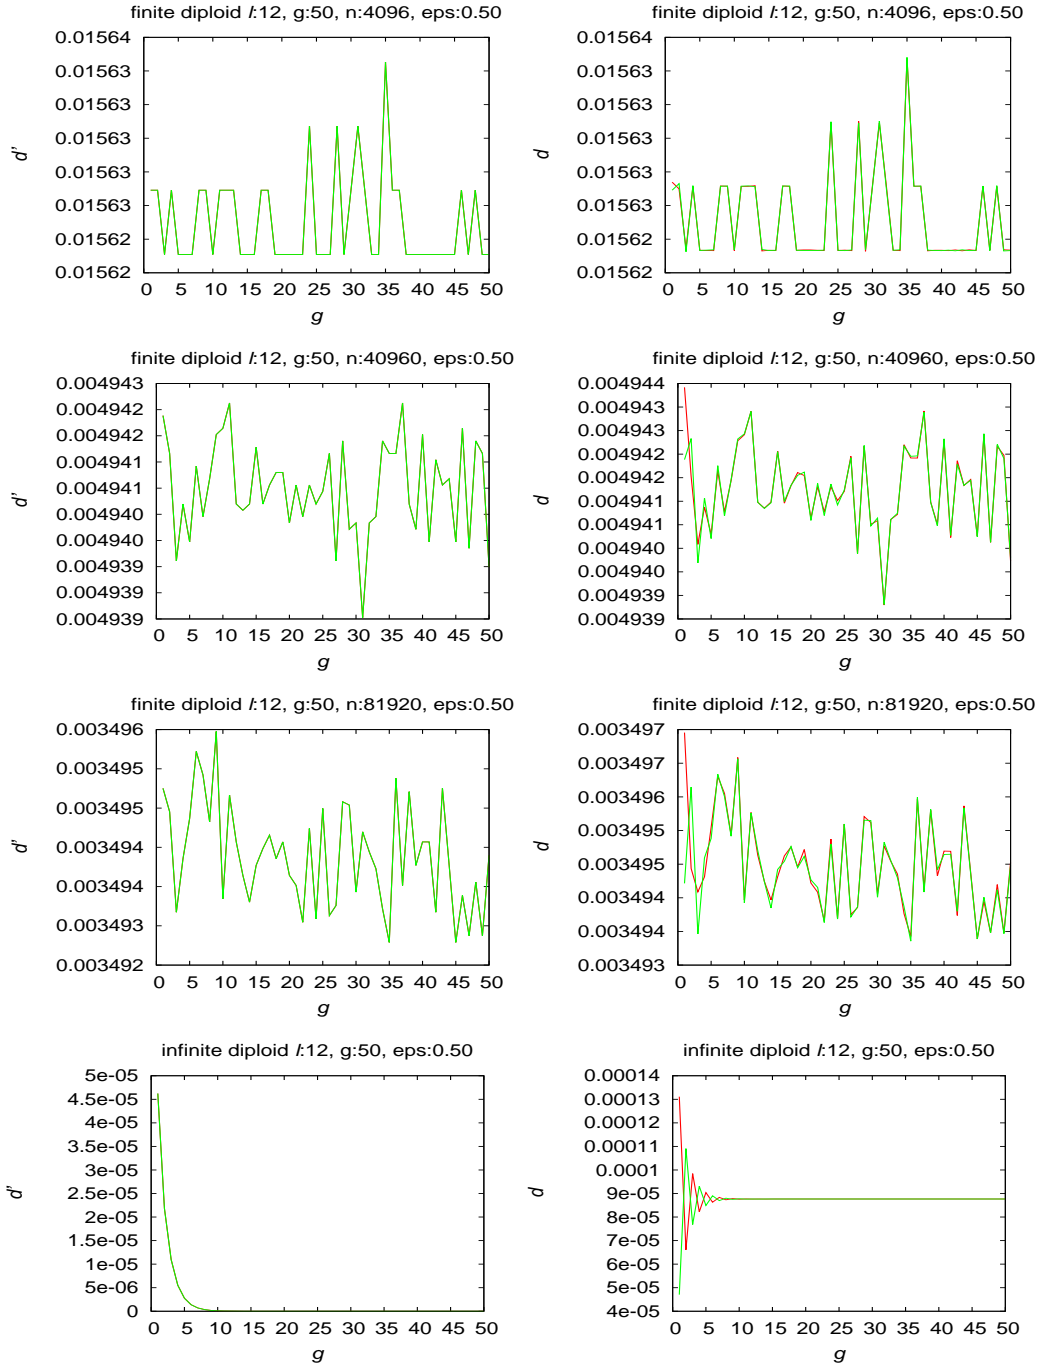 finite diploid l:12, g:50, n:4096, eps:0.50
0.01564
0.01563
0.01563
0.01563
0.01563
0.01563
0.01562
0.01562
d'
0 5 10 15 20 25 30 35 40 45 50
g
finite diploid l:12, g:50, n:4096, eps:0.50
0.01564
0.01563
0.01563
0.01563
0.01563
0.01563
0.01562
0.01562
d
0 5 10 15 20 25 30 35 40 45 50
g
finite diploid l:12, g:50, n:40960, eps:0.50
0.004943
0.004942
0.004942
0.004941
0.004941
0.004940
0.004940
0.004939
0.004939
0.004939
d'
0 5 10 15 20 25 30 35 40 45 50
g
finite diploid l:12, g:50, n:40960, eps:0.50
0.004944
0.004943
0.004943
0.004942
0.004942
0.004941
0.004941
0.004940
0.004940
0.004939
0.004939
d
0 5 10 15 20 25 30 35 40 45 50
g
finite diploid l:12, g:50, n:81920, eps:0.50
0.003496
0.003495
0.003495
0.003494
0.003494
0.003493
0.003492
d'
0 5 10 15 20 25 30 35 40 45 50
g
finite diploid l:12, g:50, n:81920, eps:0.50
0.003497
0.003497
0.003496
0.003495
0.003495
0.003494
0.003494
0.003493
d
0 5 10 15 20 25 30 35 40 45 50
g
infinite diploid l:12, g:50, eps:0.50
5e-05
4.5e-05
4e-05
3.5e-05
3e-05
2.5e-05
2e-05
1.5e-05
1e-05
5e-06
0
d'
0 5 10 15 20 25 30 35 40 45 50
g
infinite diploid l:12, g:50, eps:0.50
0.00014
0.00013
0.00011
0.00011
0.0001
9e-05
8e-05
7e-05
6e-05
5e-05
4e-05
d
0 5 10 15 20 25 30 35 40 45 50
g